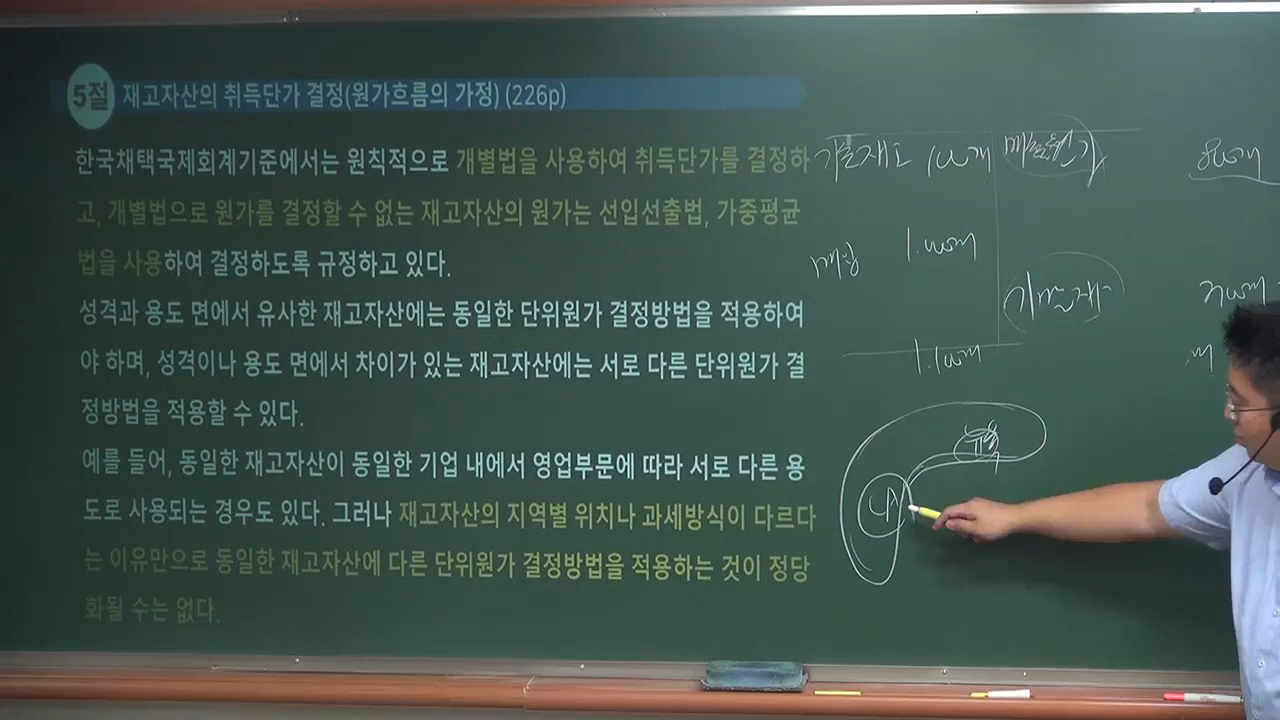 5절 재고자산의 취득단가 결정(원가흐름의 가정) (226p)
한국채택국제회계기준에서는 원칙적으로 개별법을 사용하여 취득단가를 결정하
고, 개별법으로 원가를 결정할 수 없는 재고자산의 원가는 선입선출법, 가중평균
법을 사용하여 결정하도록 규정하고 있다.
성격과 용도 면에서 유사한 재고자산에는 동일한 단위원가 결정방법을 적용하여
야 하며, 성격이나 용도 면에서 차이가 있는 재고자산에는 서로 다른 단위원가 결
정방법을 적용할 수 있다.
예를 들어, 동일한 재고자산이 동일한 기업 내에서 영업부문에 따라 서로 다른 용
도로 사용되는 경우도 있다. 그러나 재고자산의 지역별 위치나 과세방식이 다르다
는 이유만으로 동일한 재고자산에 다른 단위원가 결정방법을 적용하는 것이 정당
화될 수는 없다.
기초재고 100개 매출원가
매입
기말재고